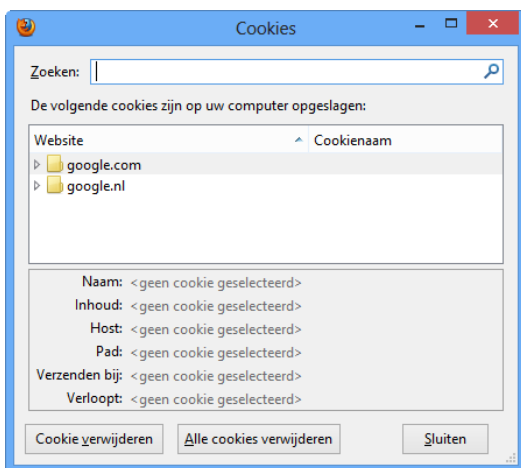 Cookies
Zoeken:
De volgende cookies zijn op uw computer opgeslagen:
Website Cookienaam
google.com
google.nl
Naam: <geen cookie geselecteerd>
Inhoud: <geen cookie geselecteerd>
Host: <geen cookie geselecteerd>
Pad: <geen cookie geselecteerd>
Verzenden bij: <geen cookie geselecteerd>
Verloopt: <geen cookie geselecteerd>
Cookie verwijderen Alle cookies verwijderen Sluiten